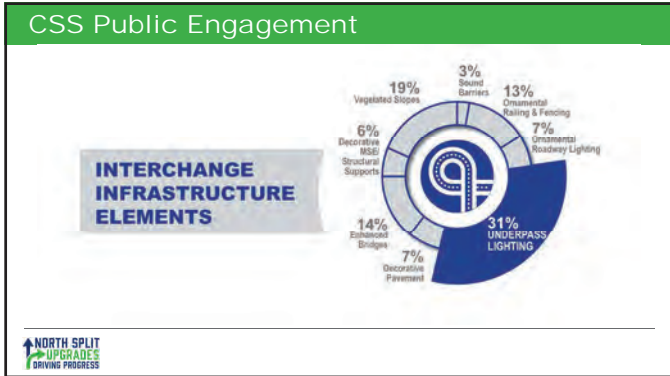 CSS Public Engagement
INTERCHANGE
INFRASTRUCTURE
ELEMENTS
3%
Sound
Barriers
13%
Ornamental
Railing & Fencing
7%
Ornamental
Roadway Lighting
31%
UNDERPASS
LIGHTING
7%
Decorative
Pavement
14%
Enhanced
Bridges
6%
Decorative
MSE/
Structural
Supports
19%
Vegetated Slopes
NORTH SPLIT
UPGRADES
DRIVING PROGRESS